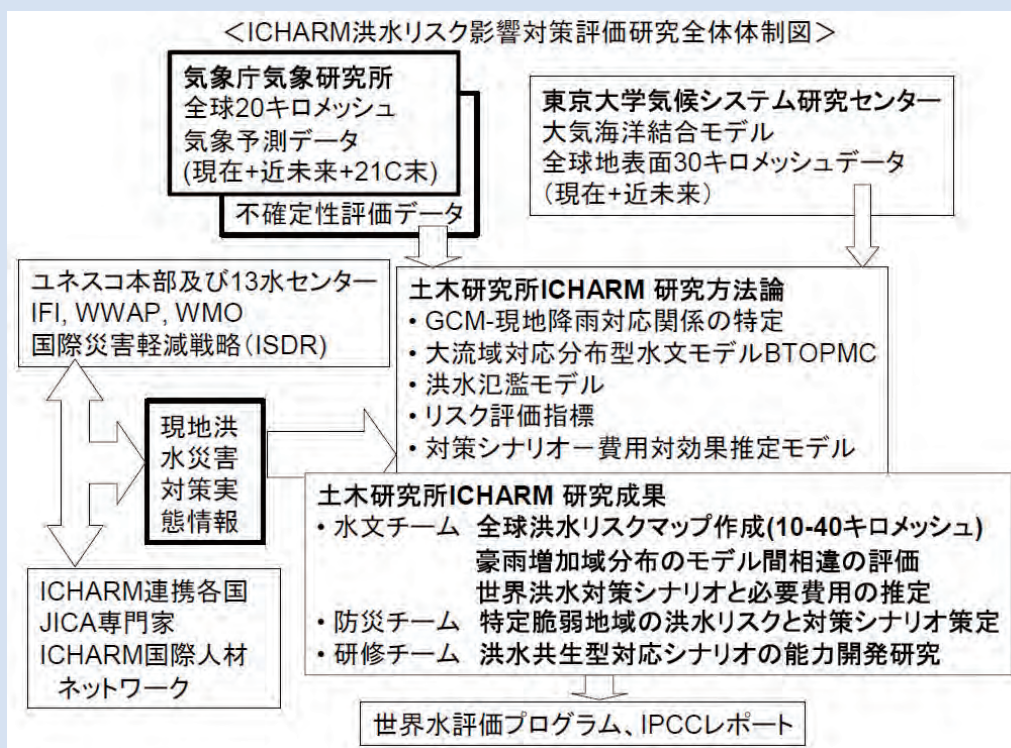 ＜ICHARM洪水リスク影響対策評価研究全体体制図＞
気象庁気象研究所
全球20キロメッシュ
気象予測データ
(現在+近未来+21C末)
不確定性評価データ
東京大学気候システム研究センター
大気海洋結合モデル
全球地表面30キロメッシュデータ
（現在+近未来）
ユネスコ本部及び13水センター
IFI, WWAP, WMO
国際災害軽減戦略（ISDR）
土木研究所ICHARM 研究方法論
・GCM-現地降雨対応関係の特定
・大流域対応分布型水文モデルBTOPMC
・洪水氾濫モデル
・リスク評価指標
・対策シナリオー費用対効果推定モデル
現地洪
水災害
対策実
態情報
土木研究所ICHARM 研究成果
・水文チーム 全球洪水リスクマップ作成(10-40キロメッシュ)
豪雨増加域分布のモデル間相違の評価
世界洪水対策シナリオと必要費用の推定
・防災チーム 特定脆弱地域の洪水リスクと対策シナリオ策定
・研修チーム 洪水共生型対応シナリオの能力開発研究
ICHARM連携各国
JICA専門家
ICHARM国際人材
ネットワーク
世界水評価プログラム、IPCCレポート